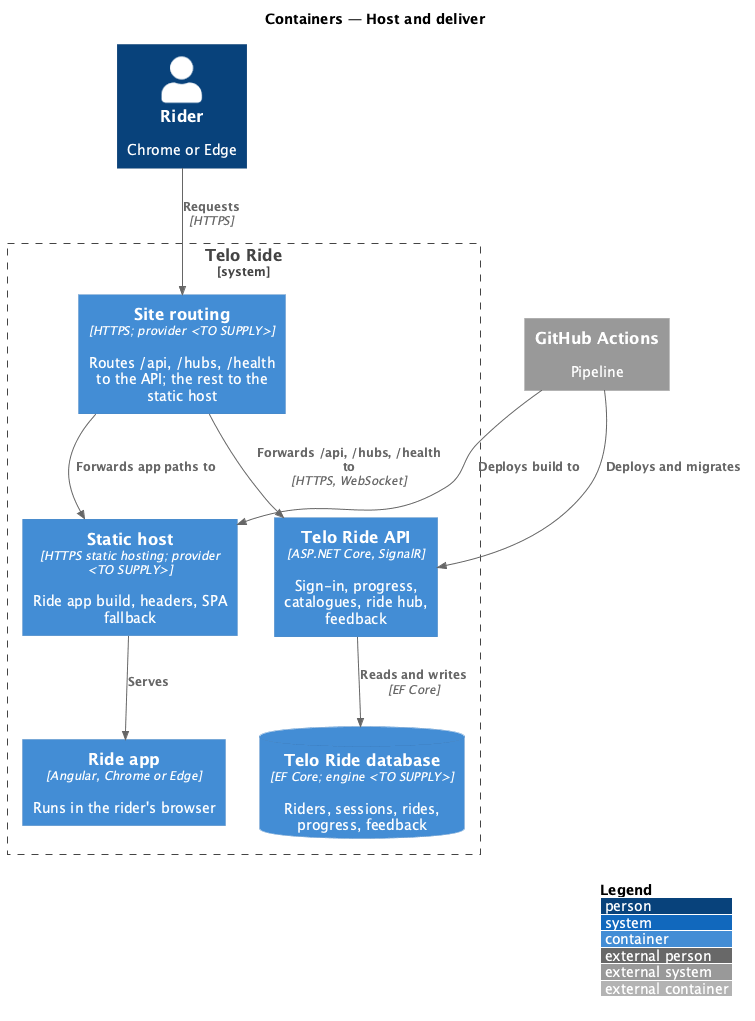 Containers — Host and deliver
Rider
Chrome or Edge
Requests
[HTTPS]
Telo Ride
[system]
Site routing
[HTTPS; provider <TO SUPPLY>]
Routes /api, /hubs, /health
to the API; the rest to the
static host
GitHub Actions
Pipeline
Forwards app paths to
Forwards /api, /hubs, /health
to
[HTTPS, WebSocket]
Deploys build to
Deploys and migrates
Static host
[HTTPS static hosting; provider
<TO SUPPLY>]
Ride app build, headers, SPA
fallback
Telo Ride API
[ASP.NET Core, SignalR]
Sign-in, progress,
catalogues, ride hub,
feedback
Serves
Reads and writes
[EF Core]
Ride app
[Angular, Chrome or Edge]
Runs in the rider's browser
Telo Ride database
[EF Core; engine <TO SUPPLY>]
Riders, sessions, rides,
progress, feedback
Legend
person
system
container
external person
external system
external container